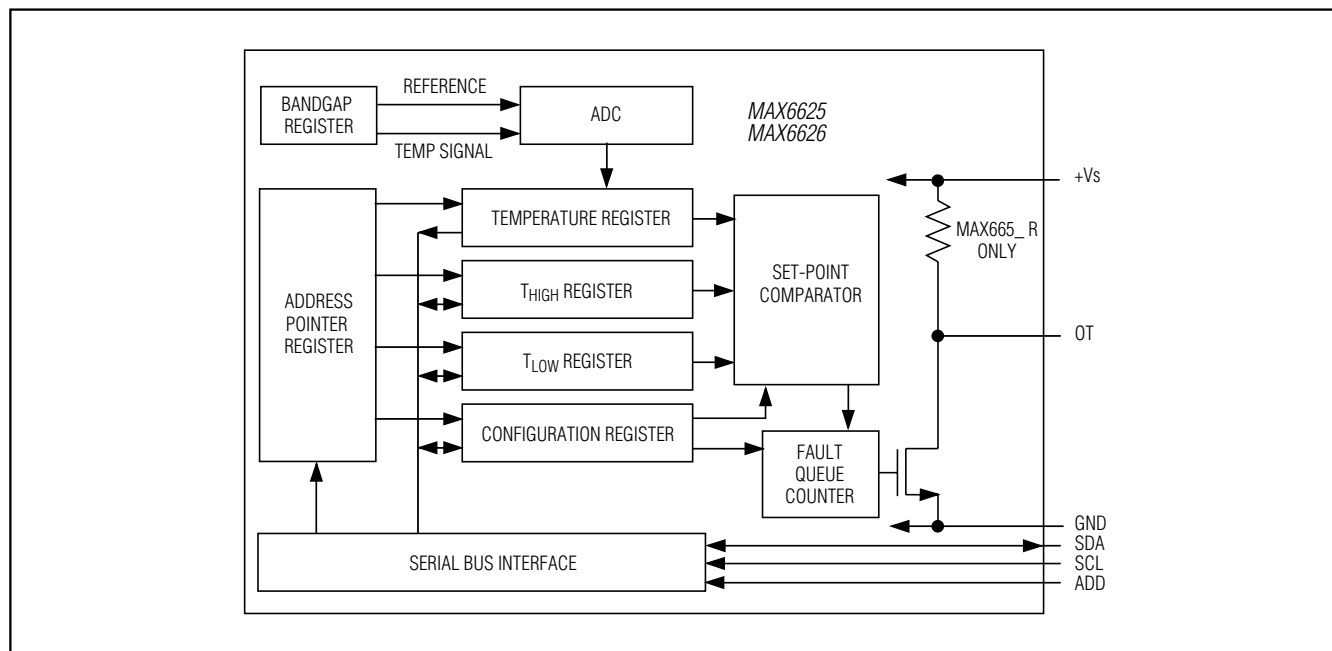 REFERENCE
BANDGAP
REGISTER
ADC
MAX6625
MAX6626
TEMP SIGNAL
+Vs
TEMPERATURE REGISTER
MAX665_ R
ONLY
SET-POINT
COMPARATOR
THIGH REGISTER
ADDRESS
POINTER
REGISTER
OT
TLOW REGISTER
CONFIGURATION REGISTER
FAULT
QUEUE
COUNTER
GND
SDA
SERIAL BUS INTERFACE
SCL
ADD